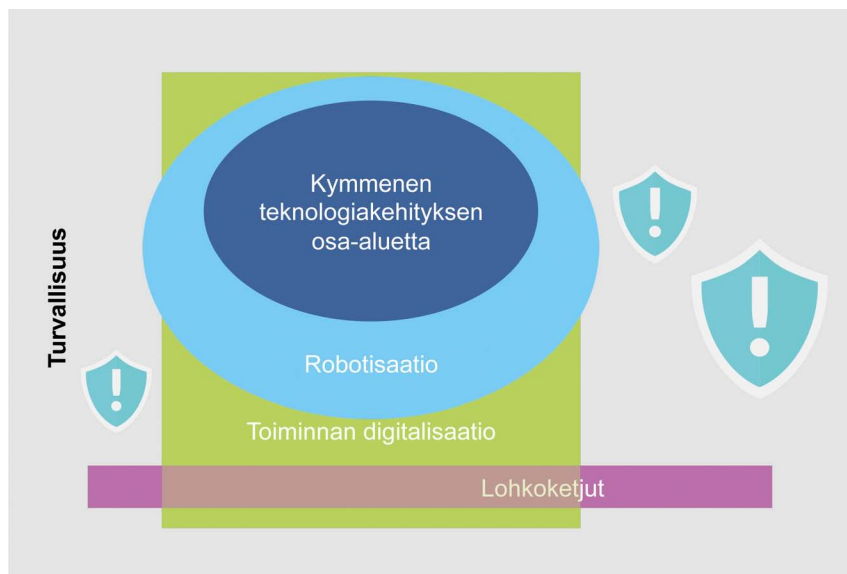 Kymmenen
teknologiakehityksen
osa-aluetta
Turvallisuus
Robotisaatio
Toiminnan digitalisaatio
Lohkoketjut